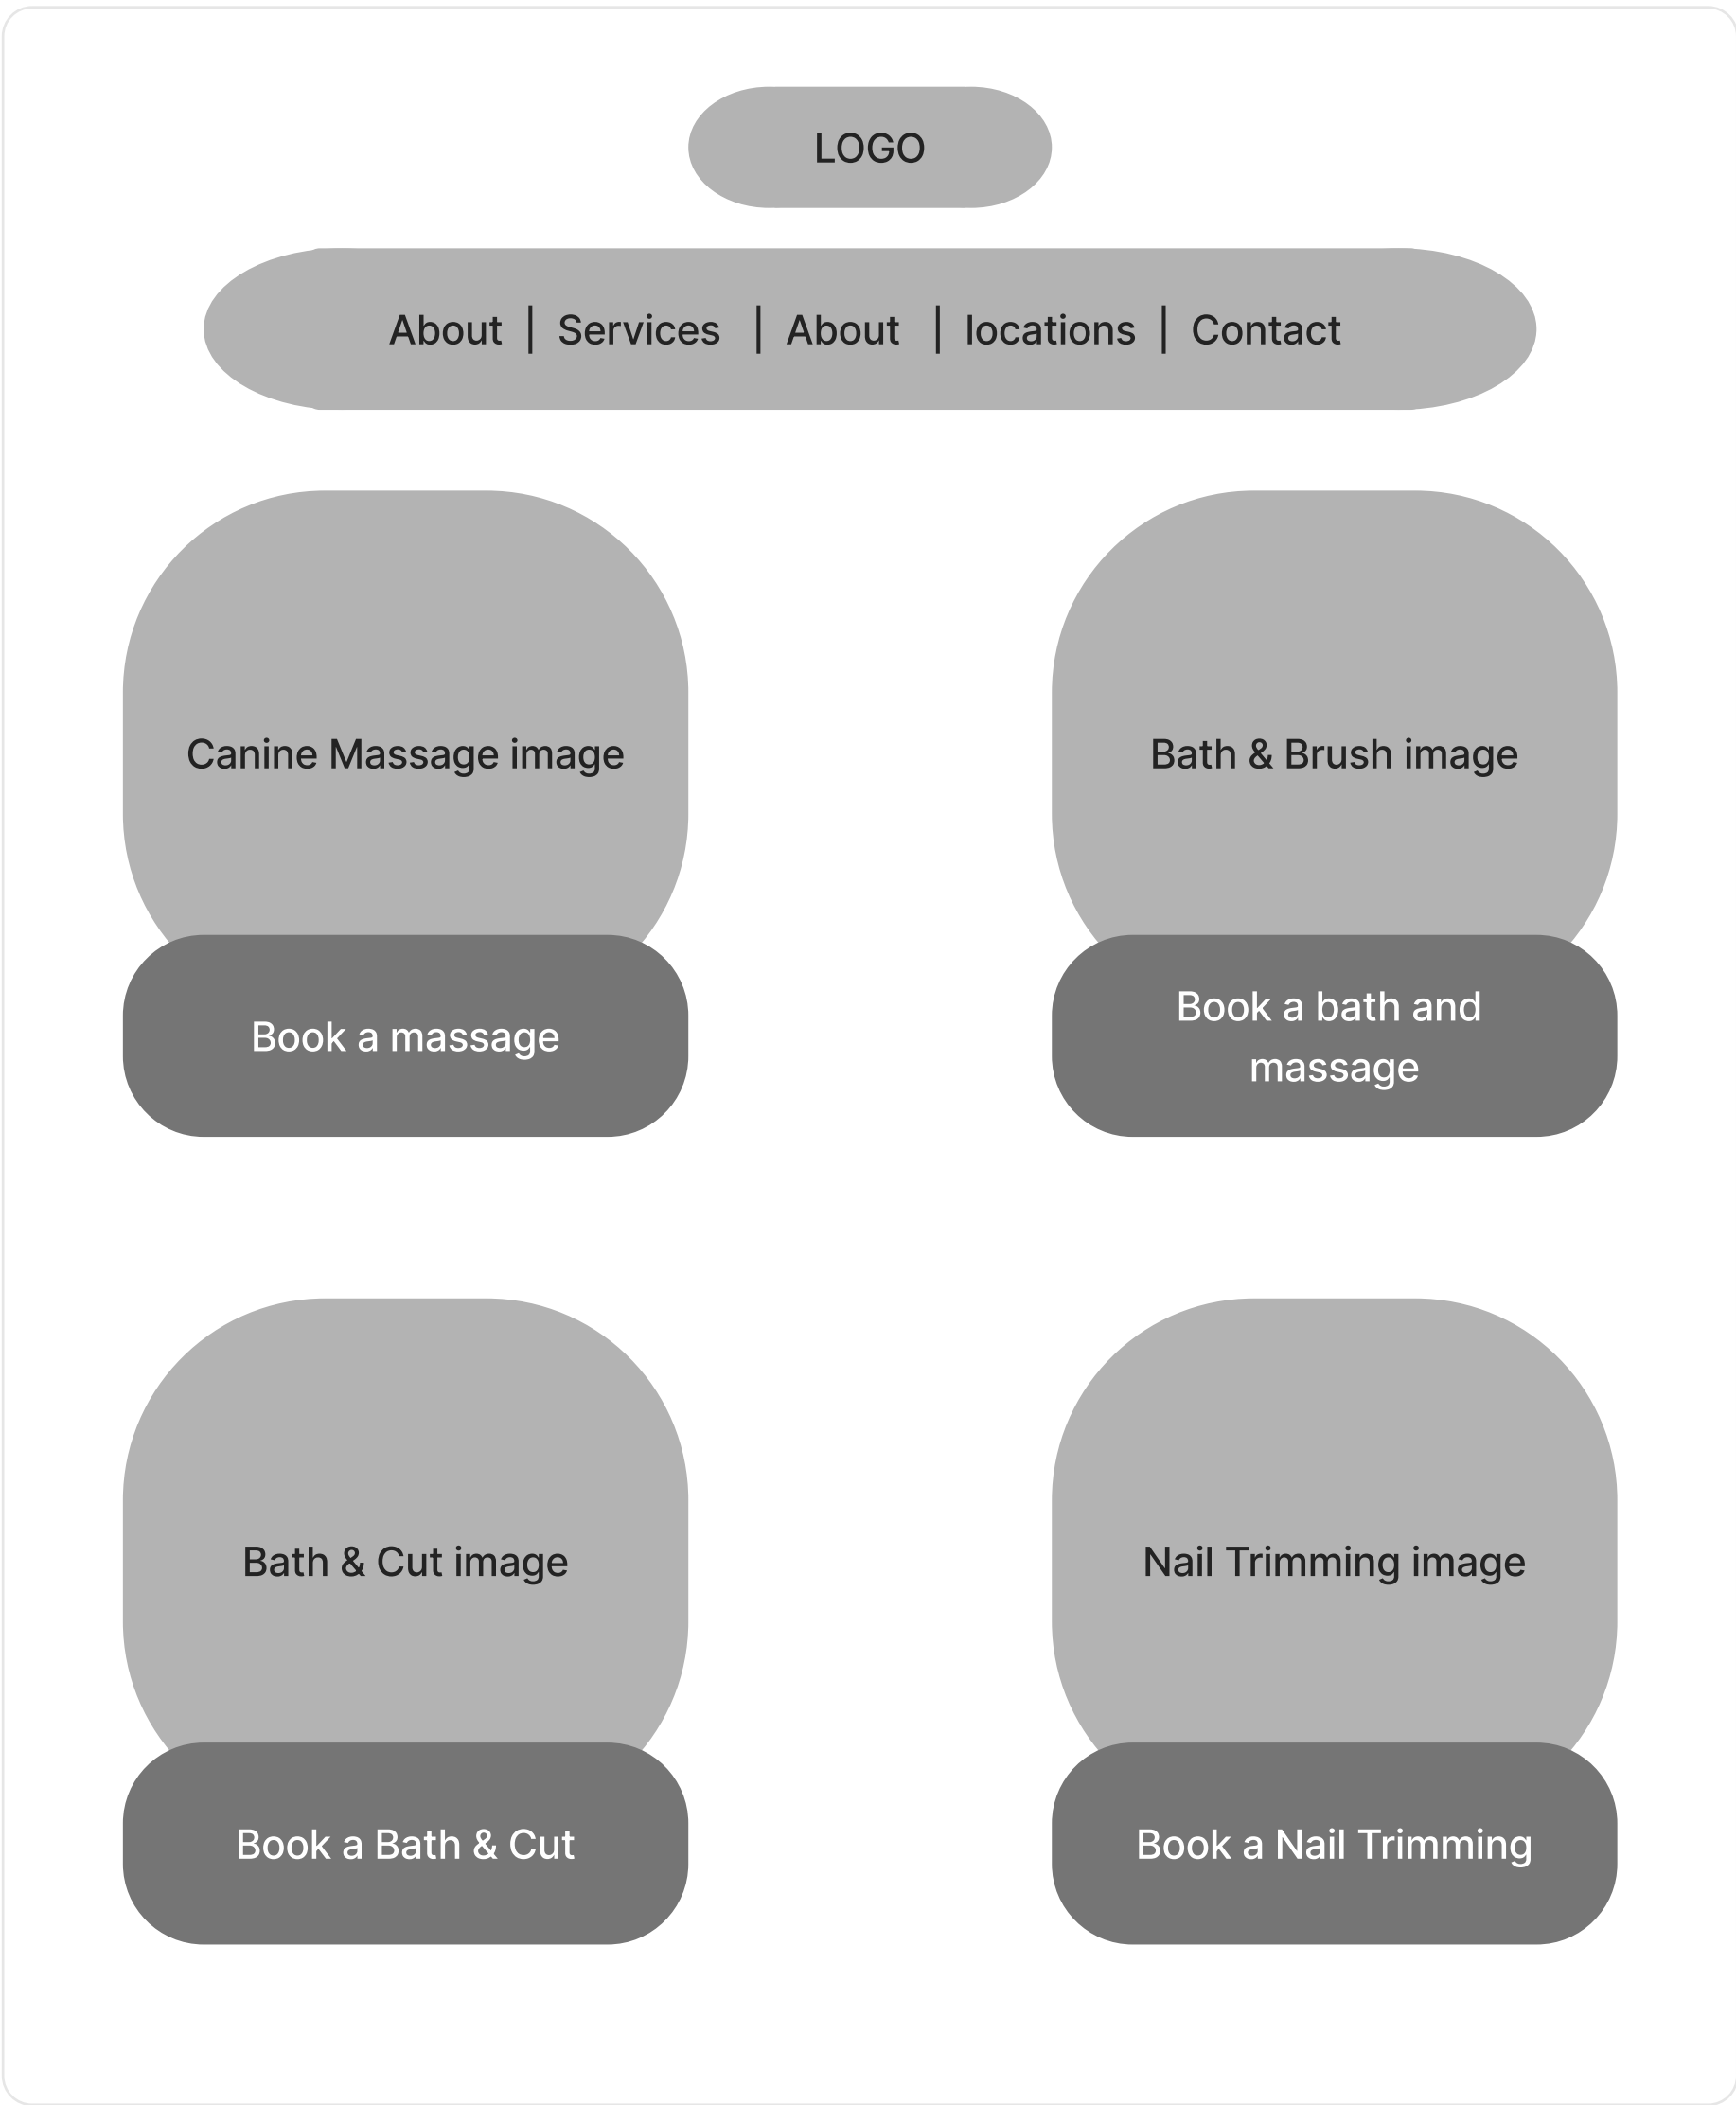 LOGO
About | Services | About | locations | Contact
Canine Massage image
Bath & Brush image
Book a massage
Book a bath and
massage
Bath & Cut image
Nail Trimming image
Book a Bath & Cut
Book a Nail Trimming